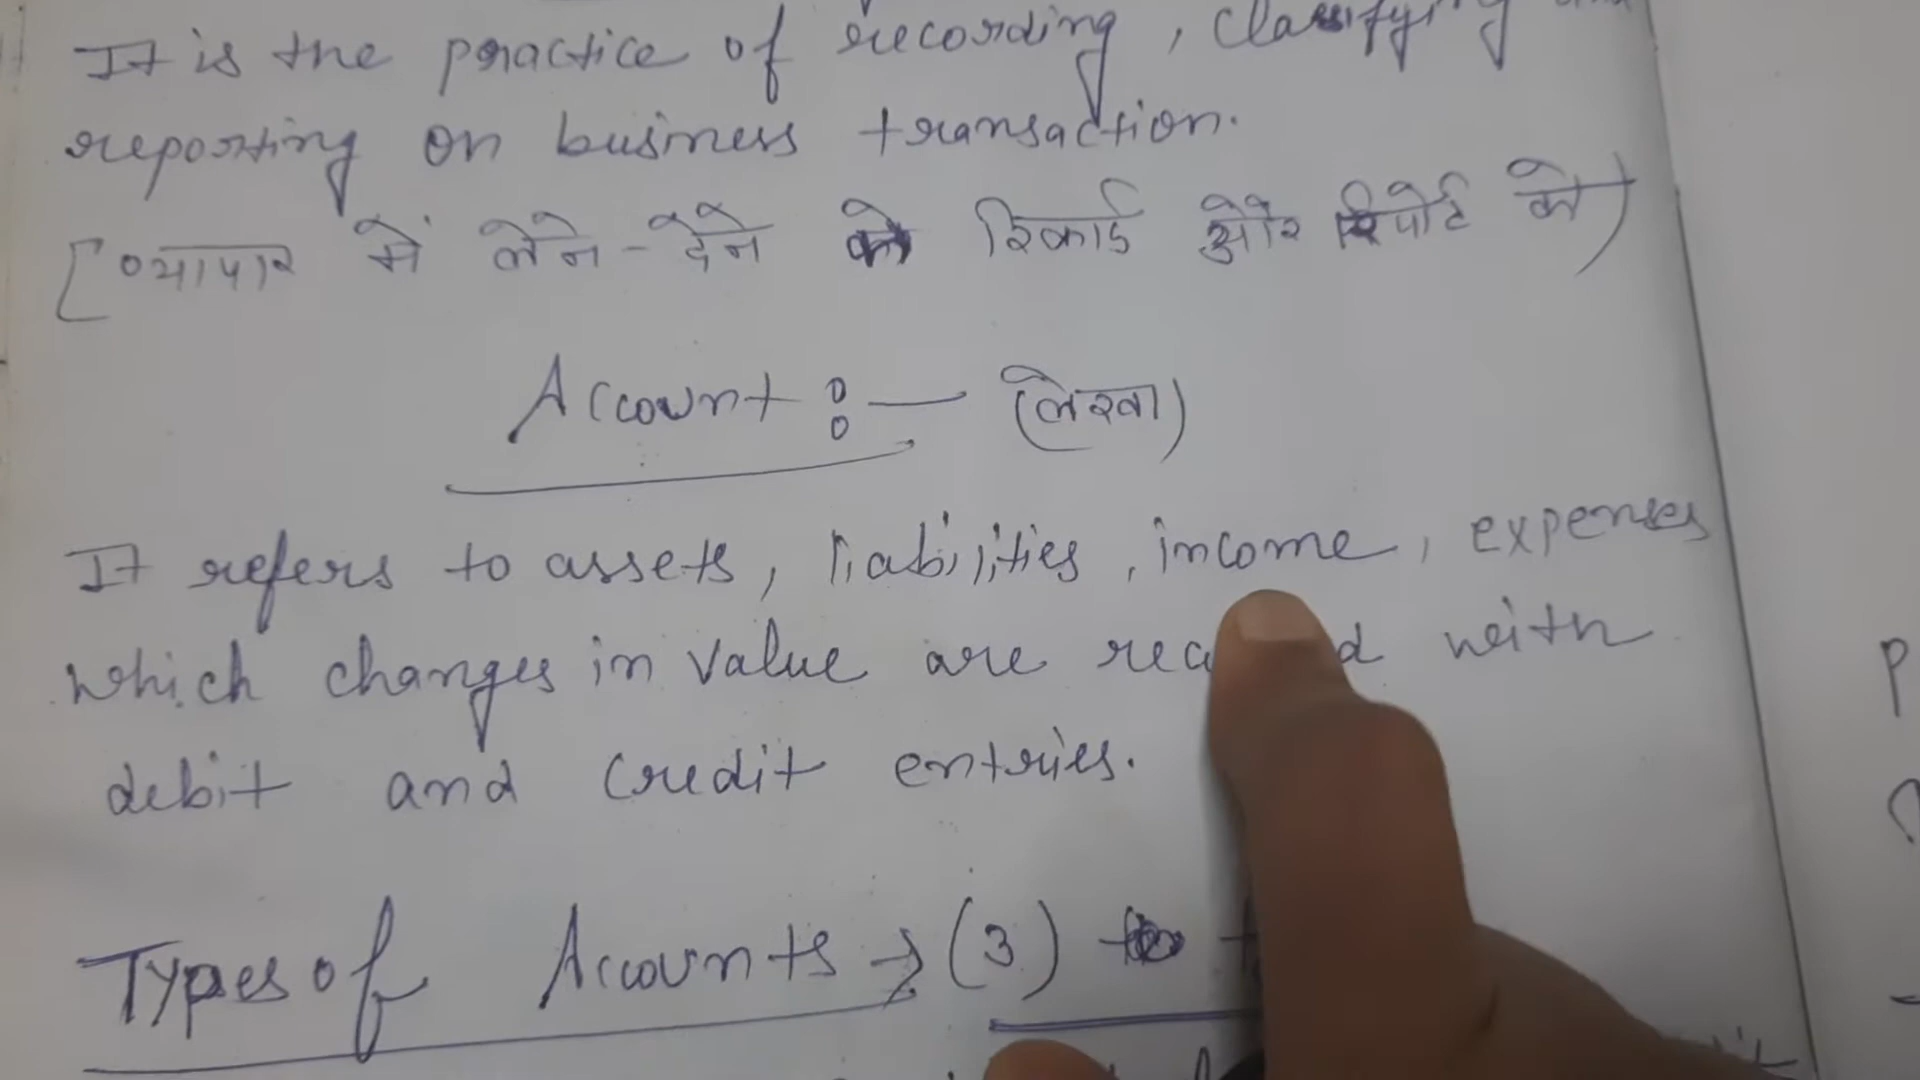 It is the practice of recording, classifying
reporting on business transaction.
[व्यापार में लेने-देने को रिकार्ड और रिपोर्ट को)
Account :— (लेखा)
It refers to assets, liabilities, income, expenses
which changes in value are with
debit and credit entries.
Types of Accounts → (3)